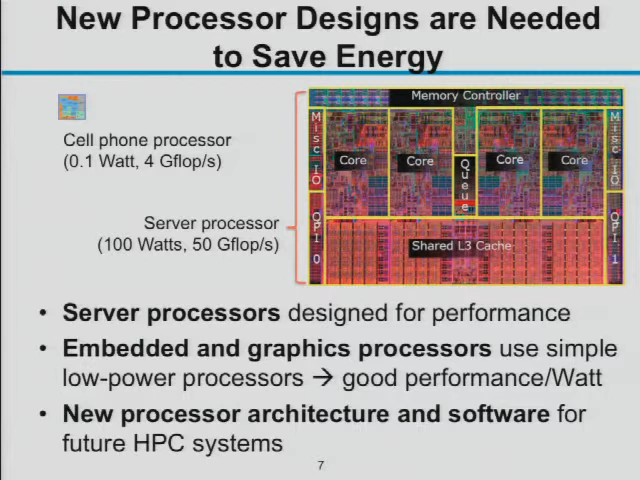 New Processor Designs are Needed
to Save Energy
Cell phone processor
(0.1 Watt, 4 Gflop/s)
Server processor
(100 Watts, 50 Gflop/s)
Memory Controller
Misc IO
Core
Core
Queue
Core
Core
Misc IO
QPI 0
Shared L3 Cache
QPI 1
• Server processors designed for performance
• Embedded and graphics processors use simple
low-power processors → good performance/Watt
• New processor architecture and software for
future HPC systems
7